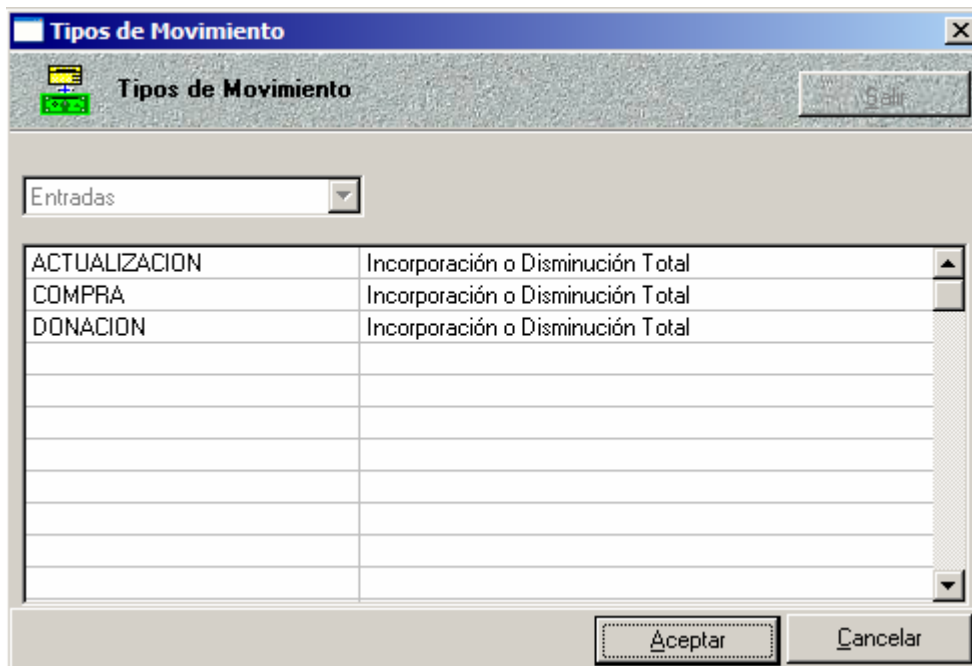 Tipos de Movimiento
Tipos de Movimiento
Salir
Entradas
ACTUALIZACION Incorporación o Disminución Total
COMPRA Incorporación o Disminución Total
DONACION Incorporación o Disminución Total
Aceptar Cancelar